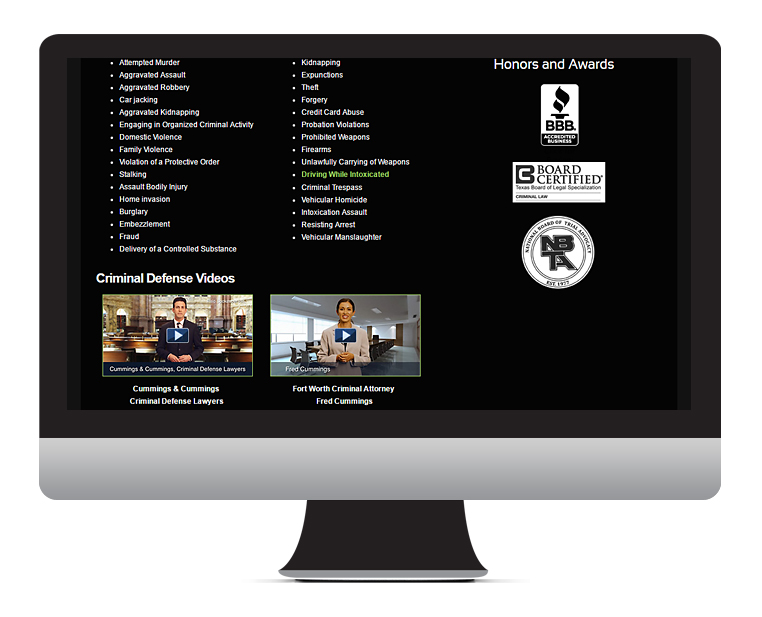 Attempted Murder
Aggravated Assault
Aggravated Robbery
Car jacking
Aggravated Kidnapping
Engaging in Organized Criminal Activity
Domestic Violence
Family Violence
Violation of a Protective Order
Stalking
Assault Bodily Injury
Home invasion
Burglary
Embezzlement
Fraud
Delivery of a Controlled Substance
Kidnapping
Expunctions
Theft
Forgery
Credit Card Abuse
Probation Violations
Prohibited Weapons
Firearms
Unlawfully Carrying of Weapons
Driving While Intoxicated
Criminal Trespass
Vehicular Homicide
Intoxication Assault
Resisting Arrest
Vehicular Manslaughter
Honors and Awards
BBB.
ACCREDITED
BUSINESS
BOARD
CERTIFIED®
Texas Board of Legal Specialization
CRIMINAL LAW
NATIONAL BOARD OF TRIAL ADVOCACY
NB
TA
EST. 1977
Criminal Defense Videos
Cummings & Cummings, Criminal Defense Lawyers
Cummings & Cummings
Criminal Defense Lawyers
Fred Cummings
Fort Worth Criminal Attorney
Fred Cummings